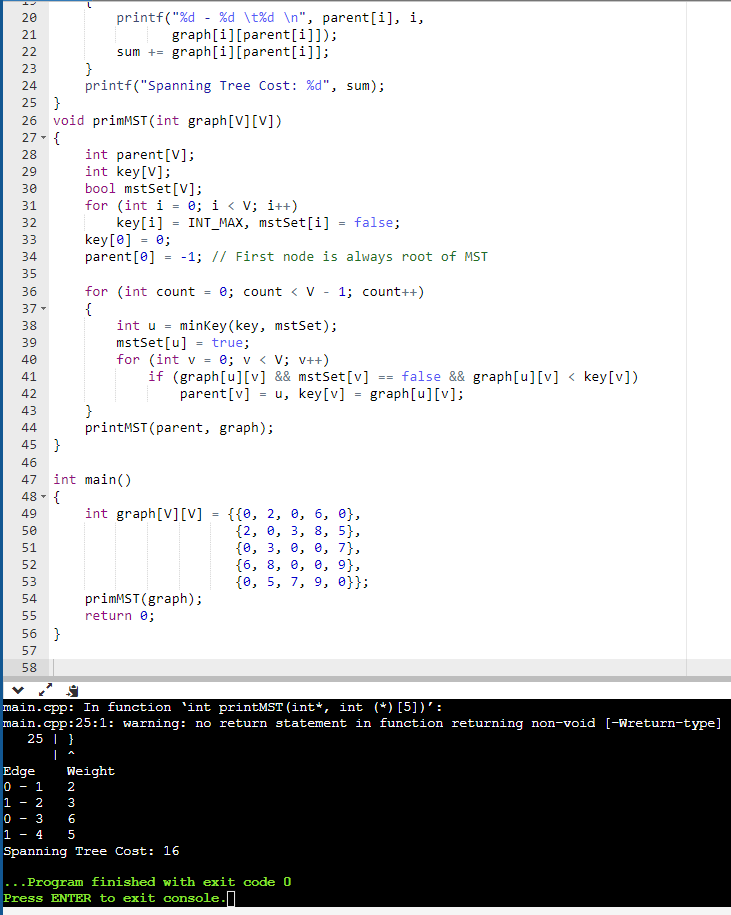 20 printf("%d - %d \t%d \n", parent[i], i,
21 graph[i][parent[i]]);
22 sum += graph[i][parent[i]];
23 }
24 printf("Spanning Tree Cost: %d", sum);
25 }
26 void primMST(int graph[V][V])
27 {
28 int parent[V];
29 int key[V];
30 bool mstSet[V];
31 for (int i = 0; i < V; i++)
32 key[i] = INT_MAX, mstSet[i] = false;
33 key[0] = 0;
34 parent[0] = -1; // First node is always root of MST
35
36 for (int count = 0; count < V - 1; count++)
37 {
38 int u = minKey(key, mstSet);
39 mstSet[u] = true;
40 for (int v = 0; v < V; v++)
41 if (graph[u][v] && mstSet[v] == false && graph[u][v] < key[v])
42 parent[v] = u, key[v] = graph[u][v];
43 }
44 printMST(parent, graph);
45 }
46
47 int main()
48 {
49 int graph[V][V] = {{0, 2, 0, 6, 0},
50 {2, 0, 3, 8, 5},
51 {0, 3, 0, 0, 7},
52 {6, 8, 0, 0, 9},
53 {0, 5, 7, 9, 0}};
54 primMST(graph);
55 return 0;
56 }
57
58
main.cpp: In function ‘int printMST(int*, int (*)[5])’:
main.cpp:25:1: warning: no return statement in function returning non-void [-Wreturn-type]
25 | }
| ^
Edge Weight
0 - 1 2
1 - 2 3
0 - 3 6
1 - 4 5
Spanning Tree Cost: 16
...Program finished with exit code 0
Press ENTER to exit console.